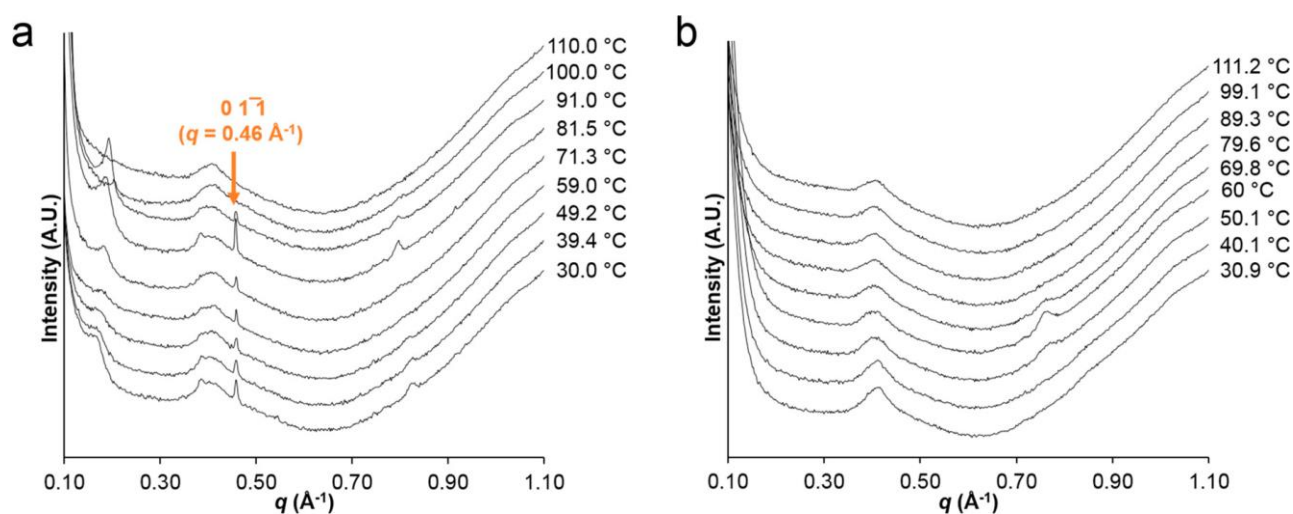 a
0 1̅1
(q = 0.46 Å-1)
110.0 °C
100.0 °C
91.0 °C
81.5 °C
71.3 °C
59.0 °C
49.2 °C
39.4 °C
30.0 °C
Intensity (A.U.)
0.10 0.30 0.50 0.70 0.90 1.10
q (Å-1)
b
111.2 °C
99.1 °C
89.3 °C
79.6 °C
69.8 °C
60 °C
50.1 °C
40.1 °C
30.9 °C
Intensity (A.U.)
0.10 0.30 0.50 0.70 0.90 1.10
q (Å-1)